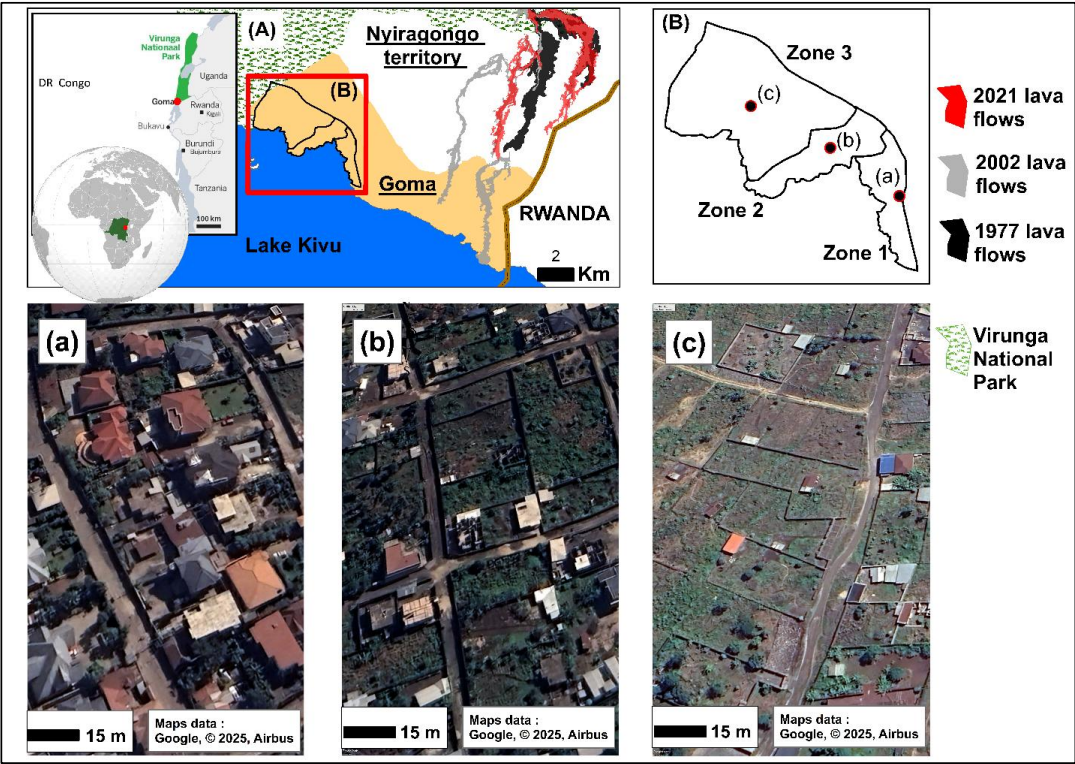 DR Congo
Virunga
Nationaal
Park
Uganda
Goma
Rwanda
Kigali
Bukavu
Burundi
Bujumbura
Tanzania
100 km
(A)
Nyiragongo
territory
(B)
Goma
RWANDA
Lake Kivu
2
Km
(B)
Zone 3
(c)
(b)
(a)
Zone 2
Zone 1
2021 lava
flows
2002 lava
flows
1977 lava
flows
Virunga
National
Park
(a)
15 m
Maps data :
Google, © 2025, Airbus
(b)
15 m
Maps data :
Google, © 2025, Airbus
(c)
15 m
Maps data :
Google, © 2025, Airbus